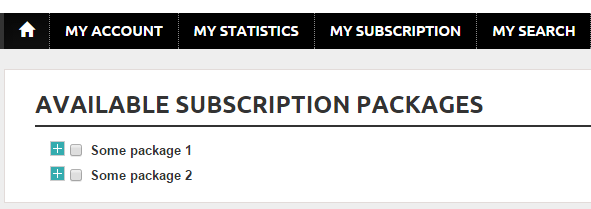 MY ACCOUNT MY STATISTICS MY SUBSCRIPTION MY SEARCH
AVAILABLE SUBSCRIPTION PACKAGES
Some package 1
Some package 2